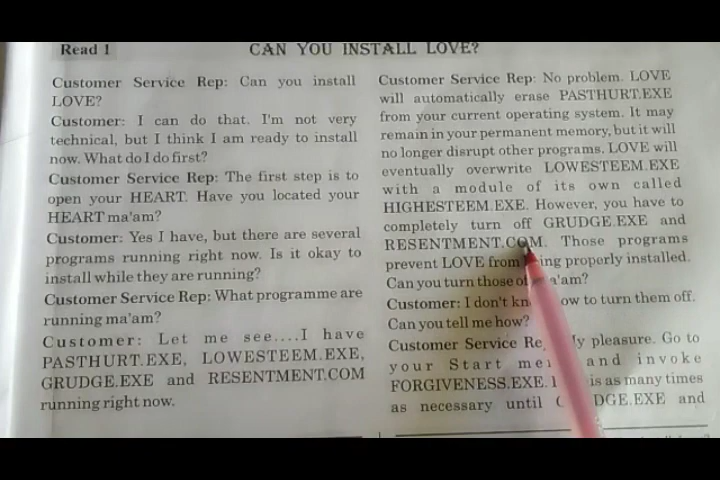 Read 1
CAN YOU INSTALL LOVE?
Customer Service Rep: Can you install
LOVE?
Customer: I can do that. I'm not very
technical, but I think I am ready to install
now. What do I do first?
Customer Service Rep: The first step is to
open your HEART. Have you located your
HEART ma'am?
Customer: Yes I have, but there are several
programs running right now. Is it okay to
install while they are running?
Customer Service Rep: What programme are
running ma'am?
Customer: Let me see....I have
PASTHURT.EXE, LOWESTEEM.EXE,
GRUDGE.EXE and RESENTMENT.COM
running right now.
Customer Service Rep: No problem. LOVE
will automatically erase PASTHURT.EXE
from your current operating system. It may
remain in your permanent memory, but it will
no longer disrupt other programs. LOVE will
eventually overwrite LOWESTEEM.EXE
with a module of its own called
HIGHESTEEM.EXE. However, you have to
completely turn off GRUDGE.EXE and
RESENTMENT.COM. Those programs
prevent LOVE from ing properly installed.
Can you turn those of a'am?
Customer: I don't kn ow to turn them off.
Can you tell me how?
Customer Service Re y pleasure. Go to
your Start me and invoke
FORGIVENESS.EXE. is as many times
as necessary until DGE.EXE and